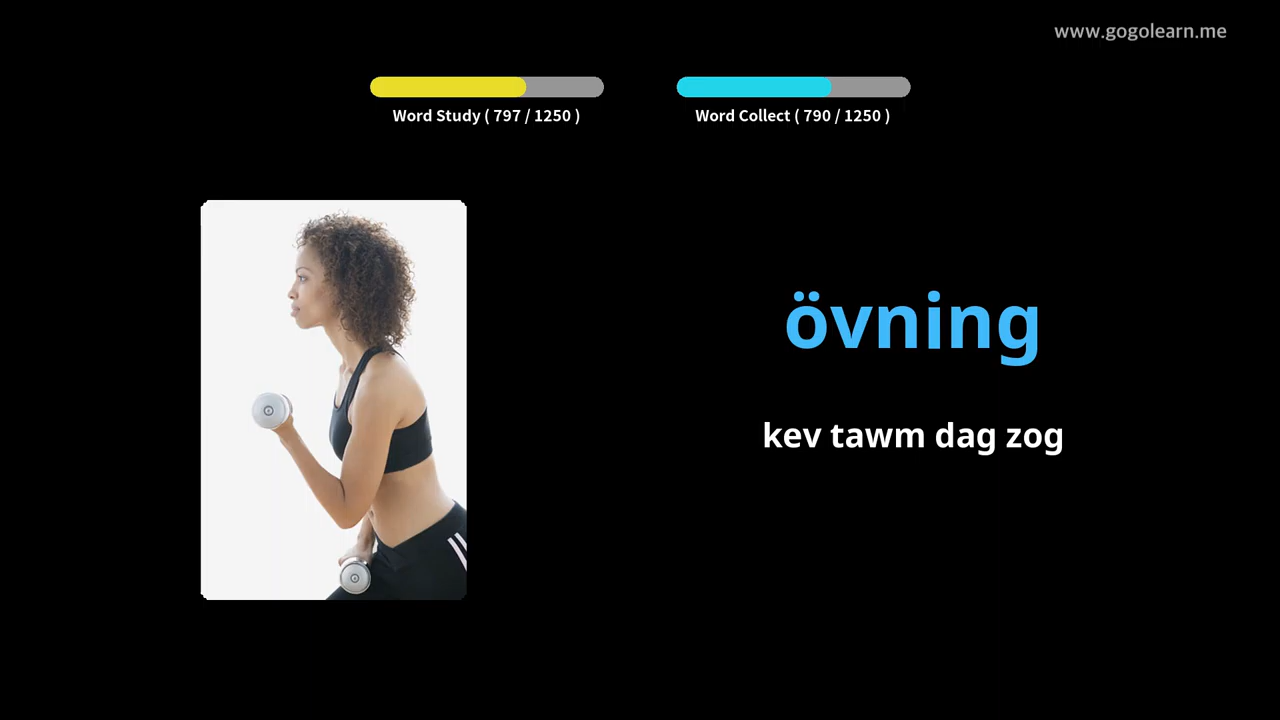 www.gogolearn.me
Word Study ( 797 / 1250 )
Word Collect ( 790 / 1250 )
övning
kev tawm dag zog